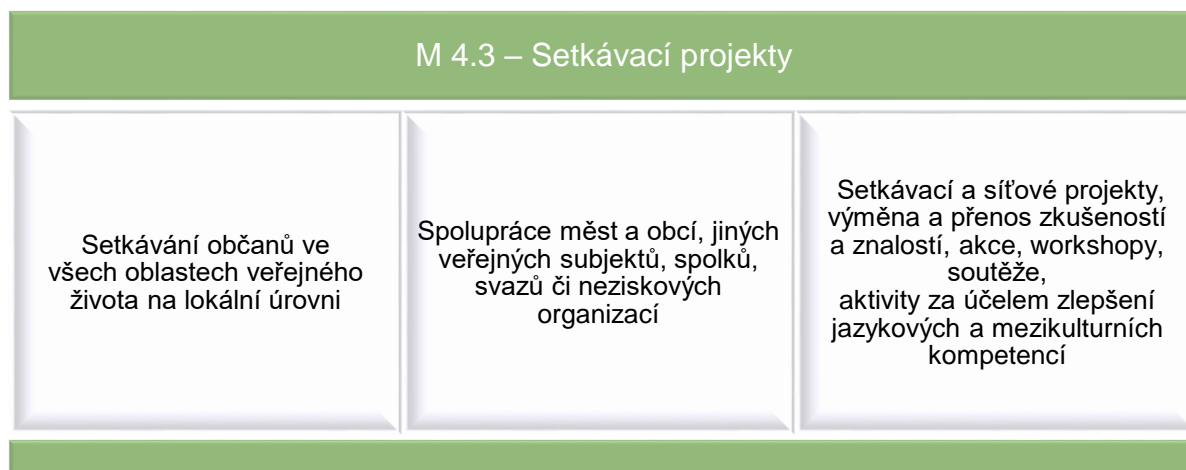 M 4.3 – Setkávací projekty
Setkávání občanů ve
všech oblastech veřejného
života na lokální úrovni
Spolupráce měst a obcí, jiných
veřejných subjektů, spolků,
svazů či neziskových
organizací
Setkávací a síťové projekty,
výměna a přenos zkušeností
a znalostí, akce, workshopy,
soutěže,
aktivity za účelem zlepšení
jazykových a mezikulturních
kompetencí